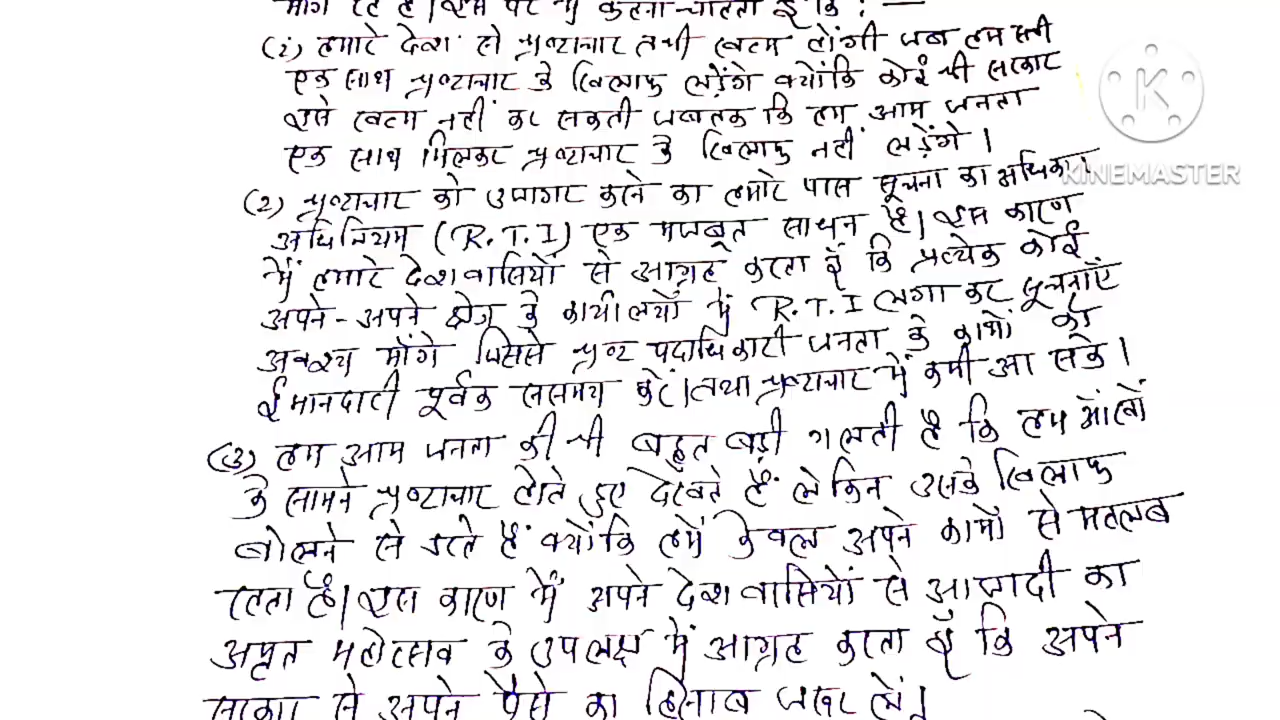 मांग रहे हैं। इस पर मैं कहना चाहता हूँ कि : —
(i) हमारे देश से भ्रष्टाचार तभी खत्म होंगी जब हम सभी
एक साथ भ्रष्टाचार के खिलाफ लड़ेंगे क्योंकि कोई भी सरकार
इसे खत्म नहीं कर सकती जबतक कि हम आम जनता
एक साथ मिलकर भ्रष्टाचार के खिलाफ नहीं लड़ेंगे।
(2) भ्रष्टाचार को उजागर करने का हमारे पास सूचना का अधिकार
अधिनियम (R.T.I) एक मजबूत साधन है। इस कारण
में हमारे देशवासियों से आग्रह करता हूँ कि प्रत्येक कोई
अपने-अपने क्षेत्र के कार्यालयों में R.T.I लगा कर सूचनाएँ
अवश्य माँगे जिससे भ्रष्ट पदाधिकारी जनता के कामों को
ईमानदारी पूर्वक ससमय करें। तथा भ्रष्टाचार में कमी आ सके।
(3) हम आम जनता की भी बहुत बड़ी गलती है कि हम आंखों
के सामने भ्रष्टाचार होते हुए देखते हैं लेकिन उसके खिलाफ
बोलने से डरते हैं क्योंकि हमें केवल अपने कामों से मतलब
रहता है। इस कारण में अपने देशवासियों से आजादी का
अमृत महोत्सव के उपलक्ष में आग्रह करता हूँ कि अपने
सरकार से अपने पैसे का हिसाब जरूर लें।
K
KINEMASTER